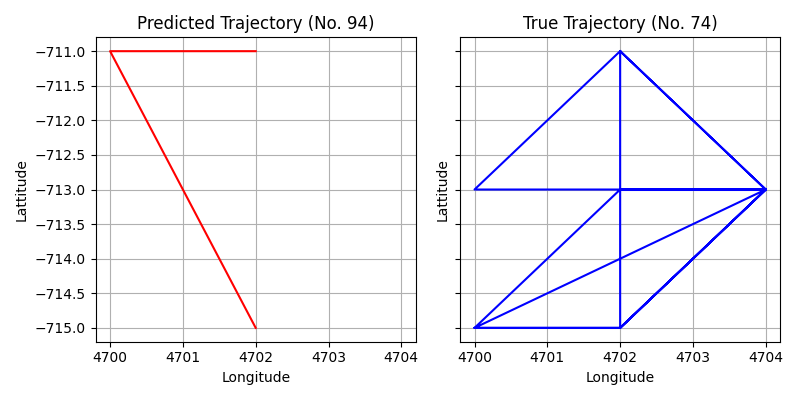 Predicted Trajectory (No. 94)
−711.0
−711.5
−712.0
−712.5
−713.0
−713.5
−714.0
−714.5
−715.0
Lattitude
4700 4701 4702 4703 4704
Longitude
True Trajectory (No. 74)
Lattitude
4700 4701 4702 4703 4704
Longitude